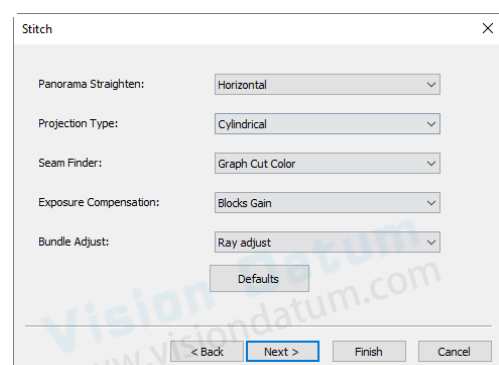 Stitch
Panorama Straighten: Horizontal
Projection Type: Cylindrical
Seam Finder: Graph Cut Color
Exposure Compensation: Blocks Gain
Bundle Adjust: Ray adjust
Defaults
Vision Datum
www.visiondatum.com
< Back Next > Finish Cancel